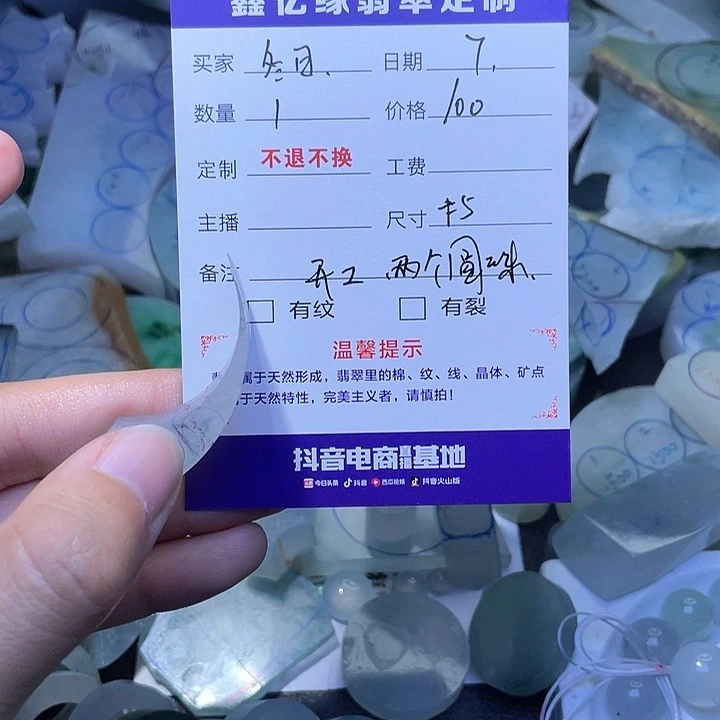 鑫亿缘翡翠定制
买家 冬日. 日期 7.
数量 1 价格 100
定制 不退不换 工费
主播 尺寸 +5
备注 开工 两个圆珠.
有纹 有裂
温馨提示
属于天然形成，翡翠里的棉、纹、线、晶体、矿点
于天然特性，完美主义者，请慎拍！
抖音电商直播基地
今日头条 抖音 西瓜视频 抖音火山版